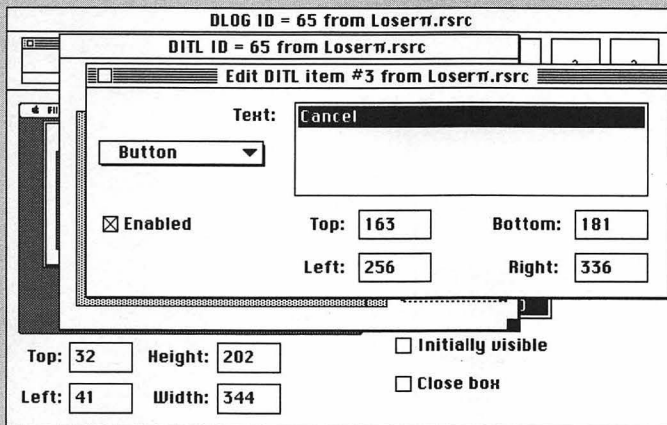 DLOG ID = 65 from Loserπ.rsrc
DITL ID = 65 from Loserπ.rsrc
Edit DITL item #3 from Loserπ.rsrc
Text: Cancel
Button
Enabled
Top: 163 Bottom: 181
Left: 256 Right: 336
Initially visible
Top: 32 Height: 202
Close box
Left: 41 Width: 344